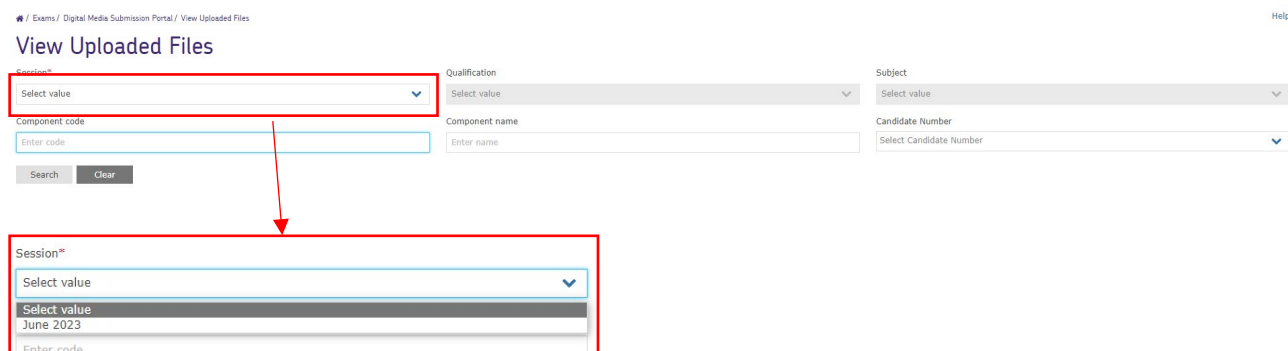 / Exams / Digital Media Submission Portal / View Uploaded Files
Help
View Uploaded Files
Session* Qualification Subject
Select value Select value Select value
Component code Component name Candidate Number
Enter code Enter name Select Candidate Number
Search Clear
Session*
Select value
Select value
June 2023
Enter code